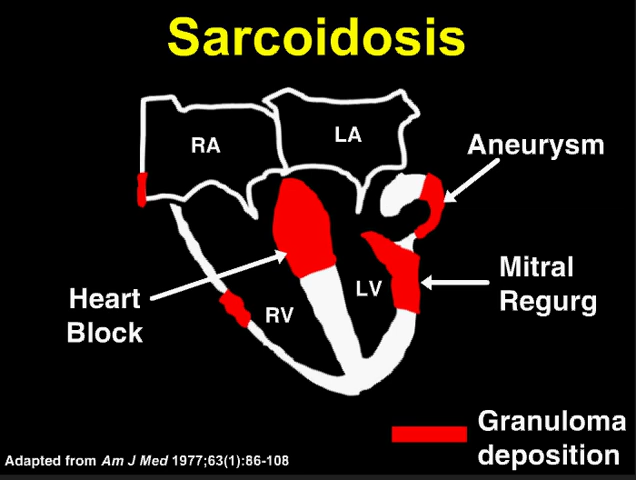 Sarcoidosis
RA
LA
Aneurysm
Mitral
Regurg
LV
RV
Heart
Block
Granuloma
deposition
Adapted from Am J Med 1977;63(1):86-108